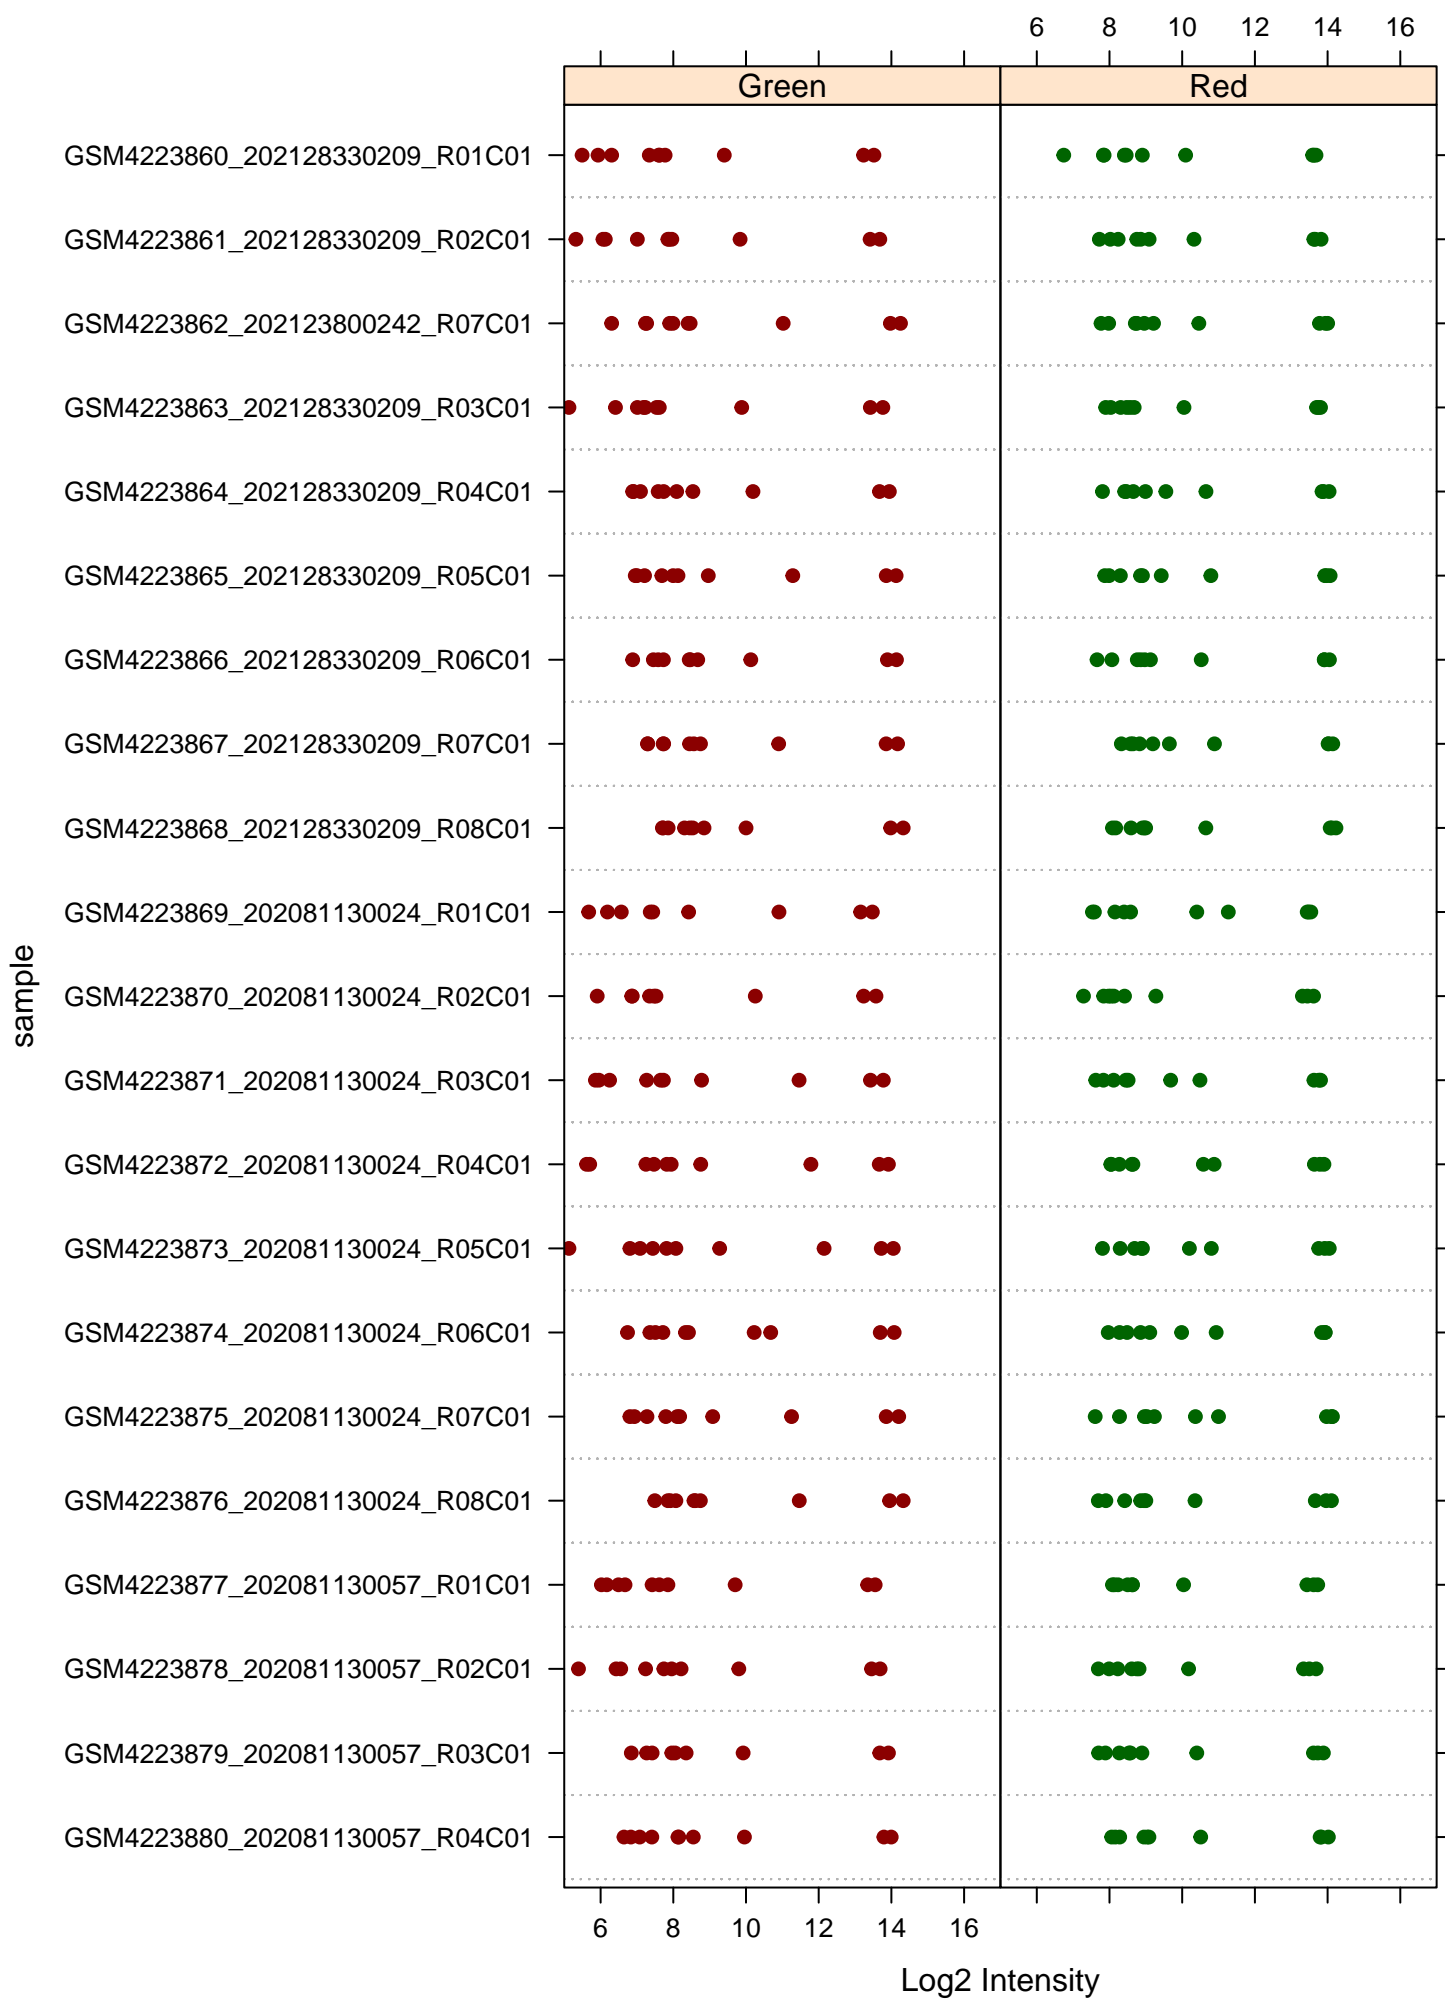 6 8 10 12 14 16
Green Red
GSM4223860_202128330209_R01C01
GSM4223861_202128330209_R02C01
GSM4223862_202123800242_R07C01
GSM4223863_202128330209_R03C01
GSM4223864_202128330209_R04C01
GSM4223865_202128330209_R05C01
GSM4223866_202128330209_R06C01
GSM4223867_202128330209_R07C01
GSM4223868_202128330209_R08C01
GSM4223869_202081130024_R01C01
GSM4223870_202081130024_R02C01
GSM4223871_202081130024_R03C01
GSM4223872_202081130024_R04C01
GSM4223873_202081130024_R05C01
GSM4223874_202081130024_R06C01
GSM4223875_202081130024_R07C01
GSM4223876_202081130024_R08C01
GSM4223877_202081130057_R01C01
GSM4223878_202081130057_R02C01
GSM4223879_202081130057_R03C01
GSM4223880_202081130057_R04C01
sample
6 8 10 12 14 16
Log2 Intensity